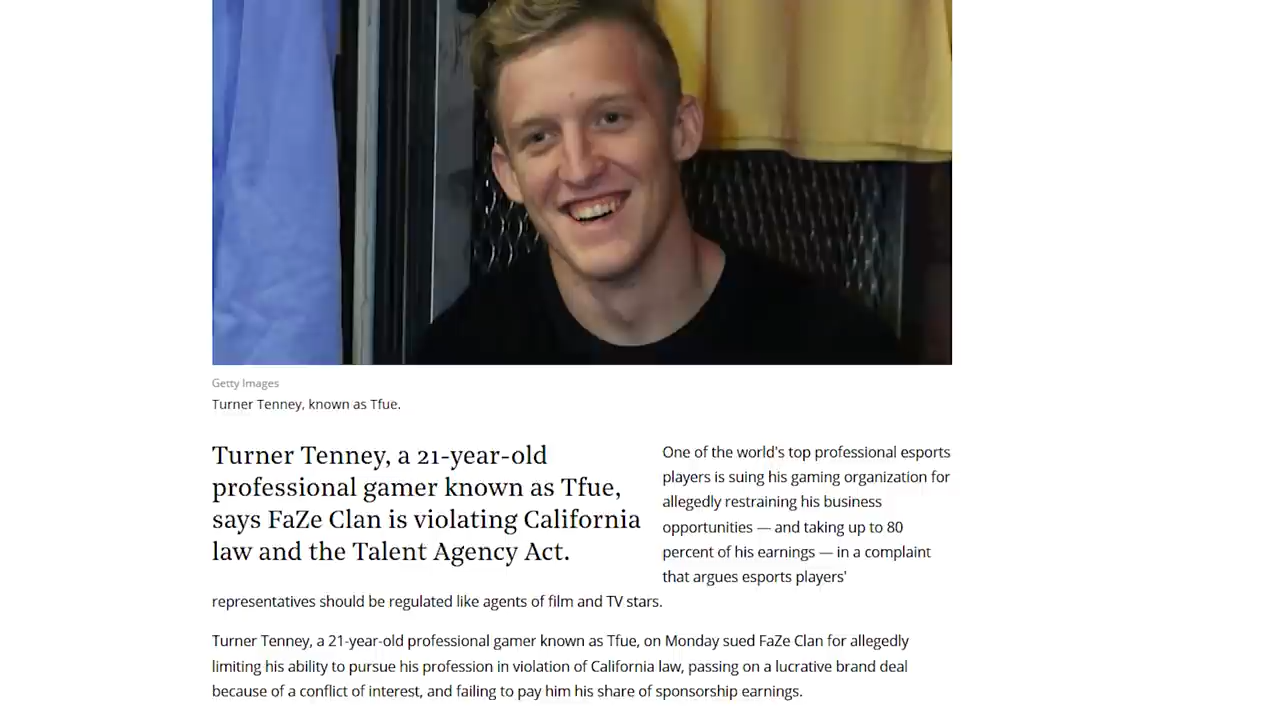 Getty Images
Turner Tenney, known as Tfue.
Turner Tenney, a 21-year-old
professional gamer known as Tfue,
says FaZe Clan is violating California
law and the Talent Agency Act.
One of the world's top professional esports
players is suing his gaming organization for
allegedly restraining his business
opportunities — and taking up to 80
percent of his earnings — in a complaint
that argues esports players'
representatives should be regulated like agents of film and TV stars.
Turner Tenney, a 21-year-old professional gamer known as Tfue, on Monday sued FaZe Clan for allegedly
limiting his ability to pursue his profession in violation of California law, passing on a lucrative brand deal
because of a conflict of interest, and failing to pay him his share of sponsorship earnings.